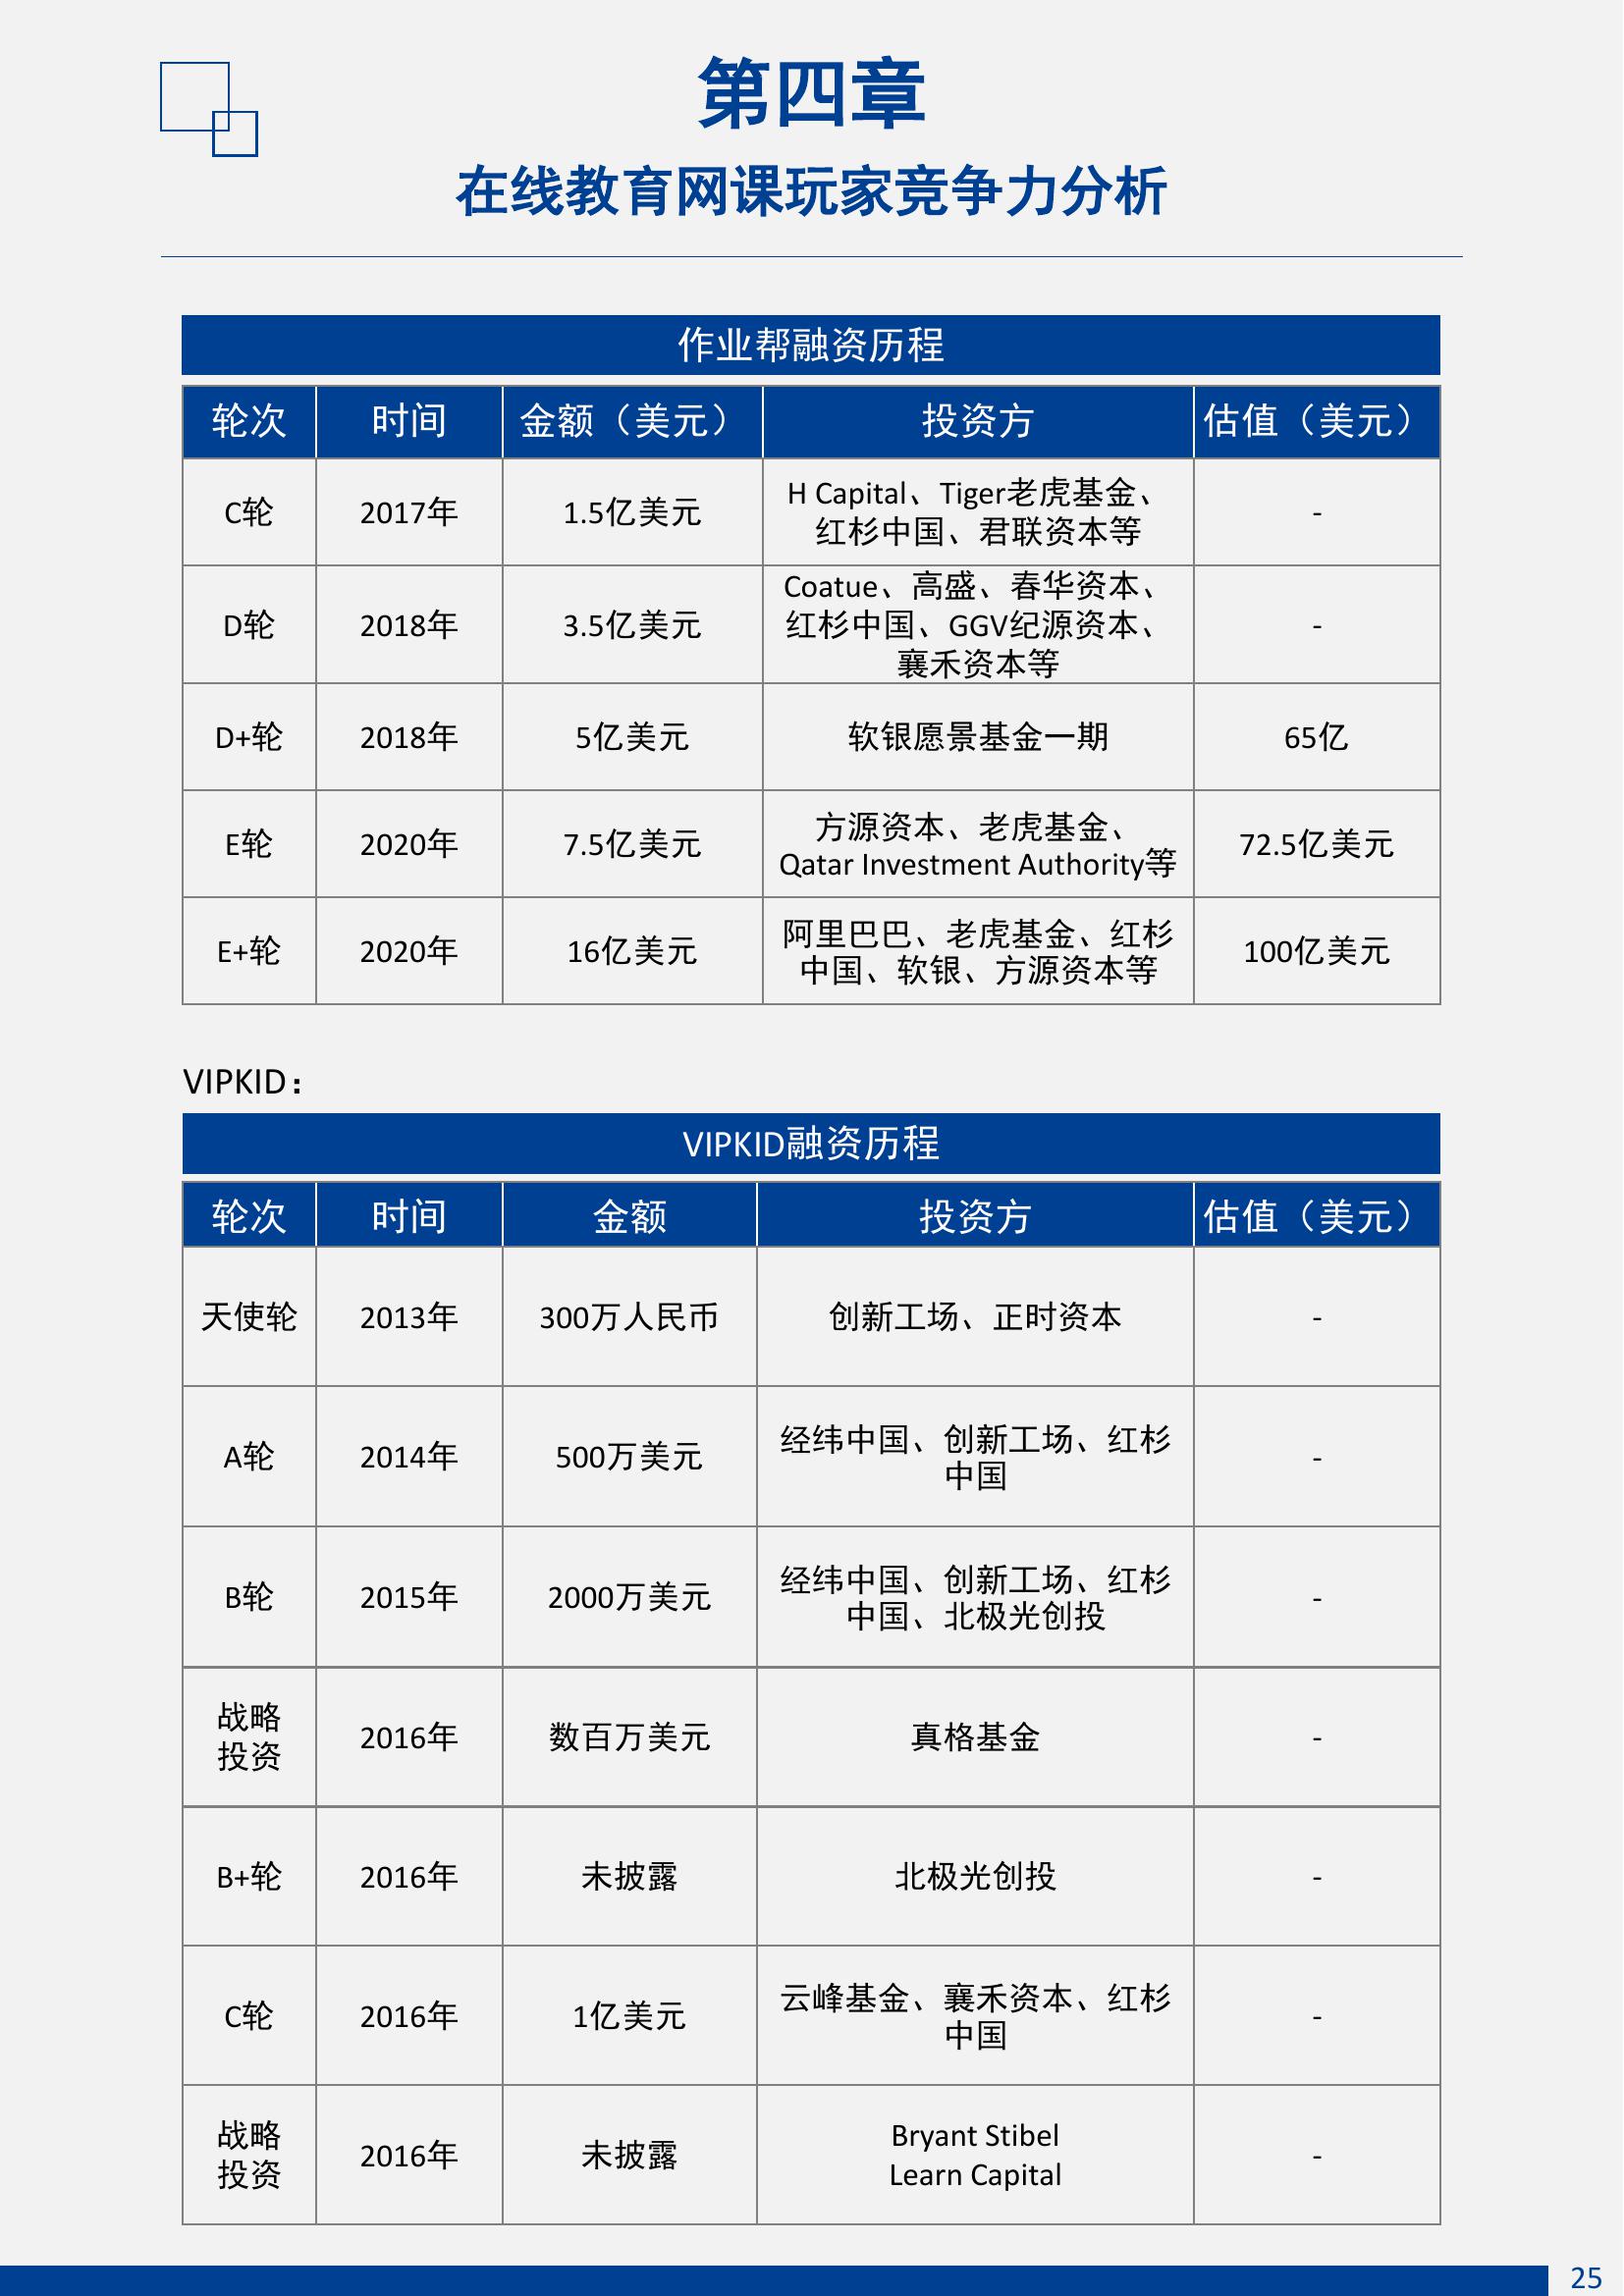 第四章
在线教育网课玩家竞争力分析
作业帮融资历程
轮次 时间 金额（美元） 投资方 估值（美元）
C轮 2017年 1.5亿美元 H Capital、Tiger老虎基金、
红杉中国、君联资本等 -
D轮 2018年 3.5亿美元 Coatue、高盛、春华资本、
红杉中国、GGV纪源资本、
襄禾资本等 -
D+轮 2018年 5亿美元 软银愿景基金一期 65亿
E轮 2020年 7.5亿美元 方源资本、老虎基金、
Qatar Investment Authority等 72.5亿美元
E+轮 2020年 16亿美元 阿里巴巴、老虎基金、红杉
中国、软银、方源资本等 100亿美元
VIPKID：
VIPKID融资历程
轮次 时间 金额 投资方 估值（美元）
天使轮 2013年 300万人民币 创新工场、正时资本 -
A轮 2014年 500万美元 经纬中国、创新工场、红杉
中国 -
B轮 2015年 2000万美元 经纬中国、创新工场、红杉
中国、北极光创投 -
战略
投资 2016年 数百万美元 真格基金 -
B+轮 2016年 未披露 北极光创投 -
C轮 2016年 1亿美元 云峰基金、襄禾资本、红杉
中国 -
战略
投资 2016年 未披露 Bryant Stibel
Learn Capital -
25